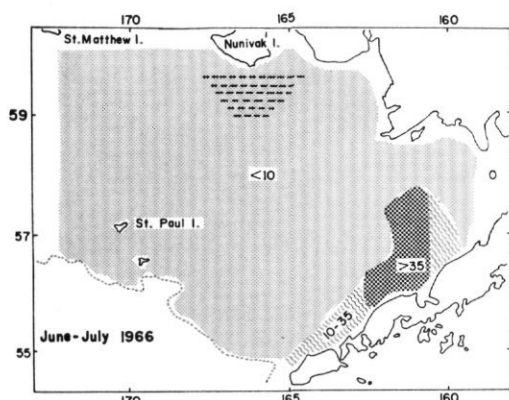 170 165 160
St. Matthew I.
Nunivak I.
59
<10
St. Paul I.
57
>35
10-35
June-July 1966
55
170 165 160